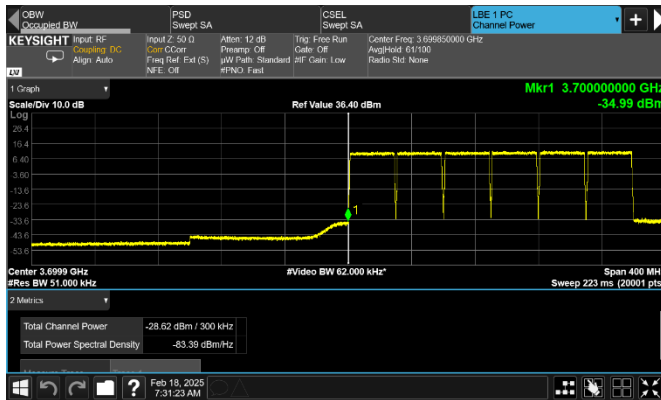 OBW
Occupied BW
PSD
Swept SA
CSEL
Swept SA
LBE 1 PC
Channel Power
KEYSIGHT
Input: RF
Coupling: DC
Align: Auto
Input Z: 50 Ω
Corr CCorr
Freq Ref: Ext (S)
NFE: Off
Atten: 12 dB
Preamp: Off
µW Path: Standard
#PNO: Fast
Trig: Free Run
Gate: Off
#IF Gain: Low
Center Freq: 3.699850000 GHz
Avg|Hold: 61/100
Radio Std: None
1 Graph
Mkr1 3.700000000 GHz
Scale/Div 10.0 dB
Ref Value 36.40 dBm
-34.99 dBm
Log
26.4
16.4
6.40
-3.60
-13.6
-23.6
-33.6
-43.6
-53.6
1
Center 3.6999 GHz
#Video BW 62.000 kHz*
Span 400 MH
#Res BW 51.000 kHz
Sweep 223 ms (20001 pts
2 Metrics
Total Channel Power -28.62 dBm / 300 kHz
Total Power Spectral Density -83.39 dBm/Hz
Feb 18, 2025
7:31:23 AM